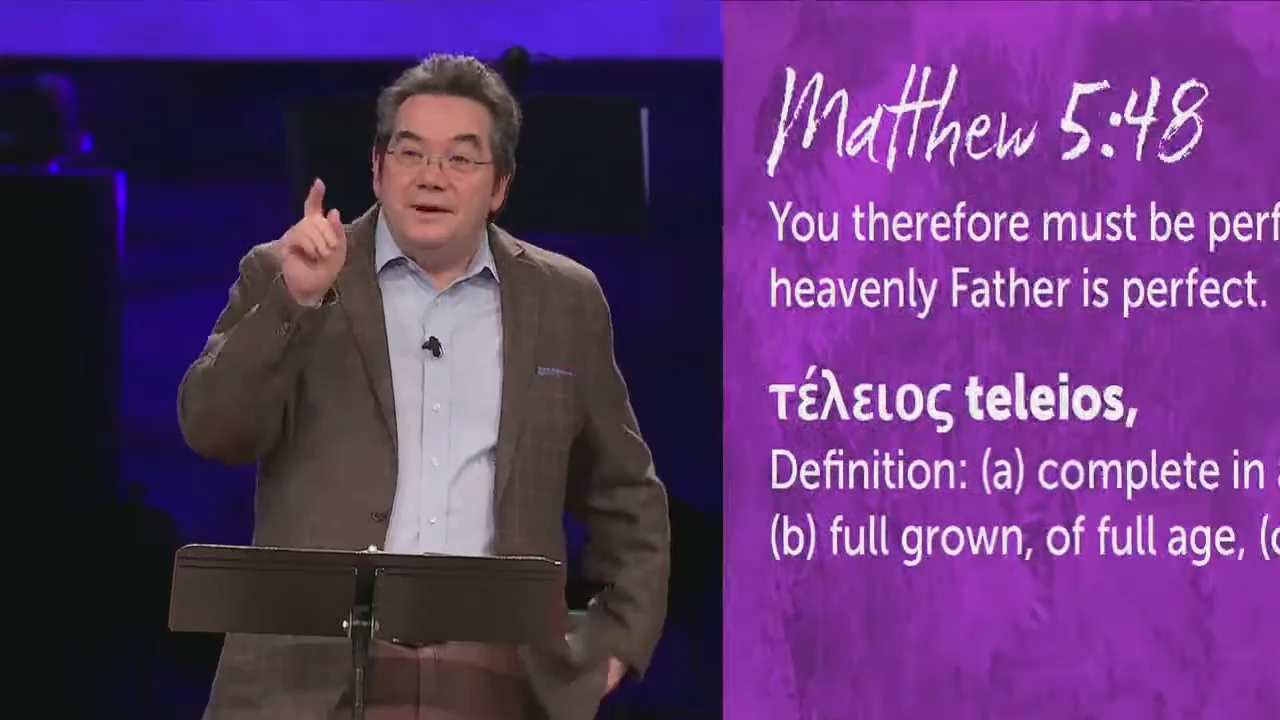 Matthew 5:48
You therefore must be perf
heavenly Father is perfect.
τέλειος teleios,
Definition: (a) complete in
(b) full grown, of full age, (c